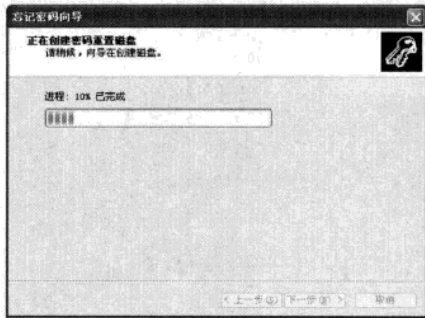 忘记密码向导
正在创建密码重置磁盘
请稍候，向导在创建磁盘。
进程: 10% 已完成
< 上一步(B) 下一步(N) > 取消